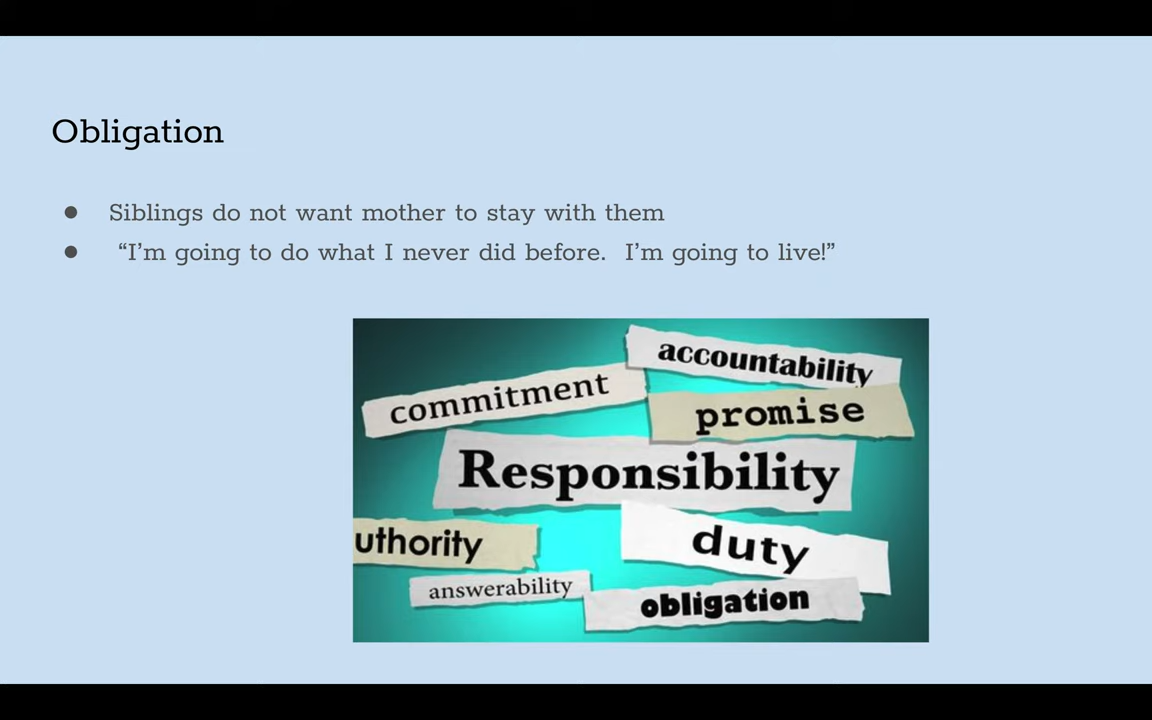 Obligation
● Siblings do not want mother to stay with them
● “I’m going to do what I never did before. I’m going to live!”
accountability
commitment
promise
Responsibility
uthority
duty
answerability
obligation